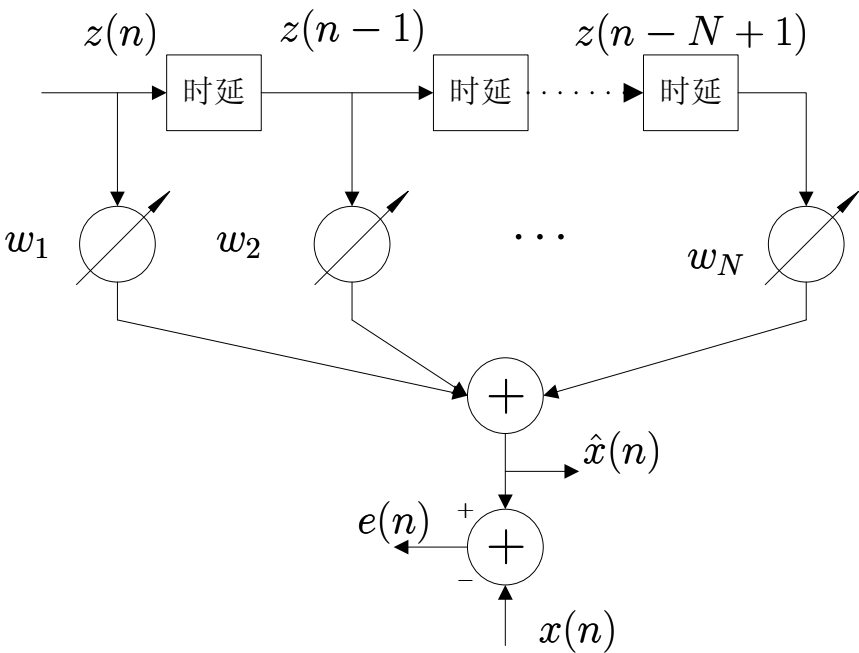 z(n) z(n − 1) z(n − N + 1)
时延 时延 ······ 时延
w₁ w₂ ··· w_N
+
x̂(n)
e(n) +
+
−
x(n)